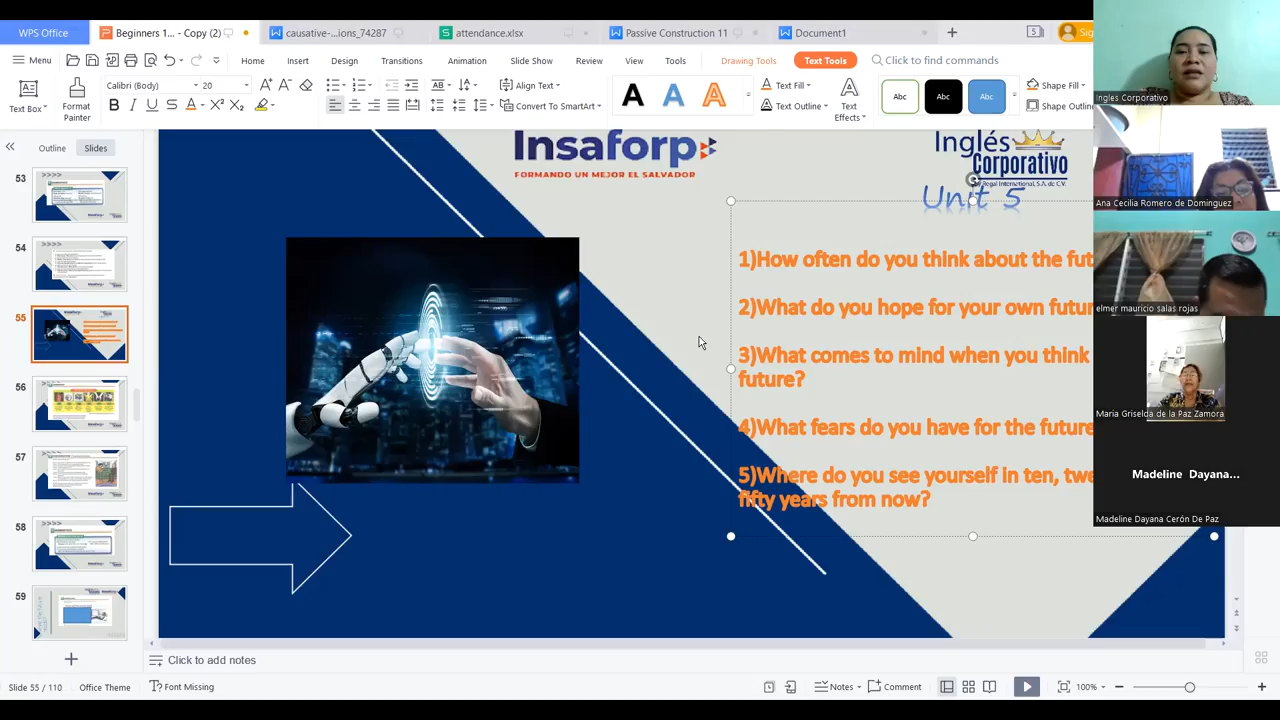 WPS Office
Beginners 1... - Copy (2)
causative-...ions_74287
attendance.xlsx
Passive Construction 11
Document1
Menu
Home
Insert
Design
Transitions
Animation
Slide Show
Review
View
Tools
Drawing Tools
Text Tools
Click to find commands
Text Box
Format
Painter
Calibri (Body)
20
Align Text
Convert To SmartArt
Text Fill
Text Outline
Text
Effects
Abc
Abc
Abc
Shape Fill
Shape Outline
Outline
Slides
53
54
55
56
57
58
59
Insaforp
FORMANDO UN MEJOR EL SALVADOR
Inglés
Corporativo
by Regal International, S.A. de C.V.
Unit 5
1)How often do you think about the fut
2)What do you hope for your own futur
3)What comes to mind when you think
future?
4)What fears do you have for the future
5)Where do you see yourself in ten, twe
fifty years from now?
Ingles Corporativo
Ana Cecilia Romero de Dominguez
elmer mauricio salas rojas
Maria Griselda de la Paz Zamora
Madeline Dayana...
Madeline Dayana Cerón De Paz
Click to add notes
Slide 55 / 110
Office Theme
Font Missing
Notes
Comment
100%